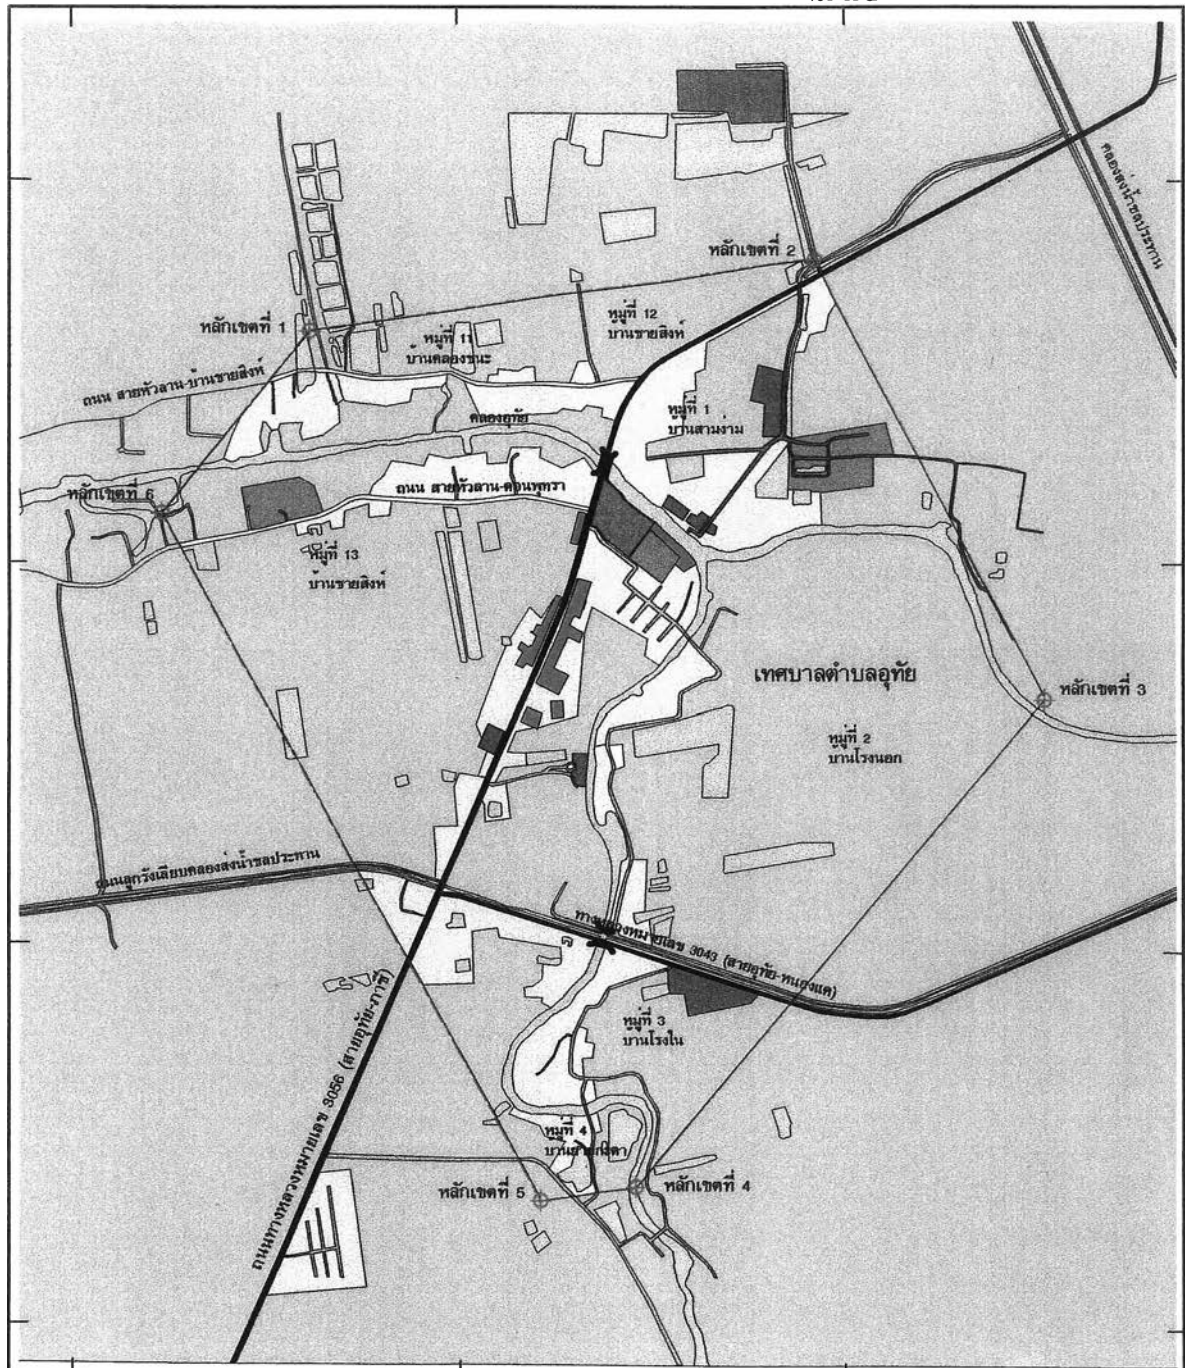 คลองส่งน้ำชลประทาน
หลักเขตที่ 2
หลักเขตที่ 1
หมู่ที่ 12
บ้านชายสิงห์
หมู่ที่ 11
บ้านคลองชนะ
ถนน สายหัวลาน-บ้านชายสิงห์
หมู่ที่ 1
บ้านสามง่าม
คลองอุทัย
หลักเขตที่ 6
ถนน สายหัวลาน-ดอนพุทรา
หมู่ที่ 13
บ้านชายสิงห์
เทศบาลตำบลอุทัย
หลักเขตที่ 3
หมู่ที่ 2
บ้านโรงนอก
ถนนลูกรังเลียบคลองส่งน้ำชลประทาน
ทางหลวงหมายเลข 3043 (สายอุทัย-หนองแค)
ถนนทางหลวงหมายเลข 3056 (สายอุทัย-ภาชี)
หมู่ที่ 3
บ้านโรงใน
หมู่ที่ 4
หลักเขตที่ 5
หลักเขตที่ 4